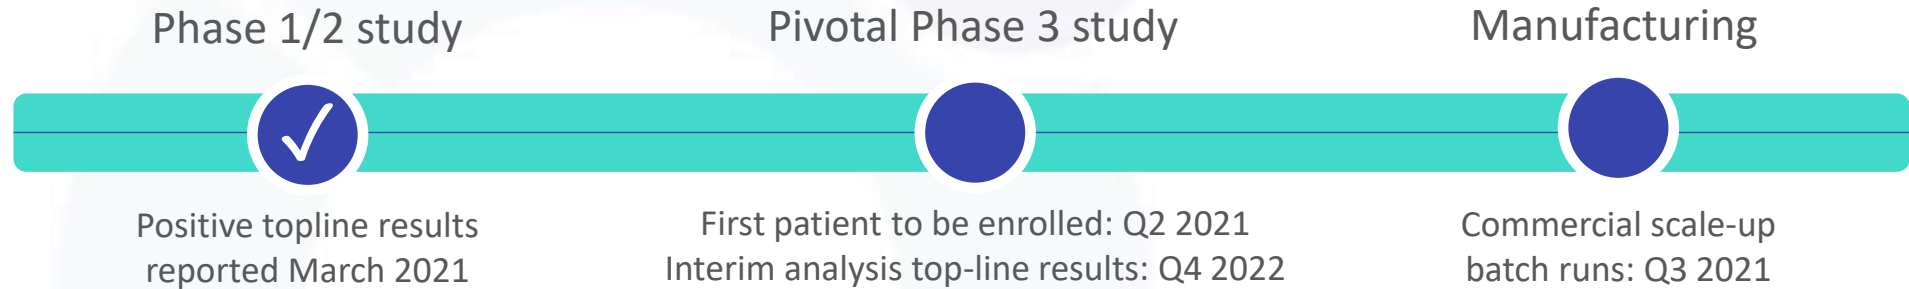 Phase 1/2 study
Positive topline results
reported March 2021
Pivotal Phase 3 study
First patient to be enrolled: Q2 2021
Interim analysis top-line results: Q4 2022
Manufacturing
Commercial scale-up
batch runs: Q3 2021